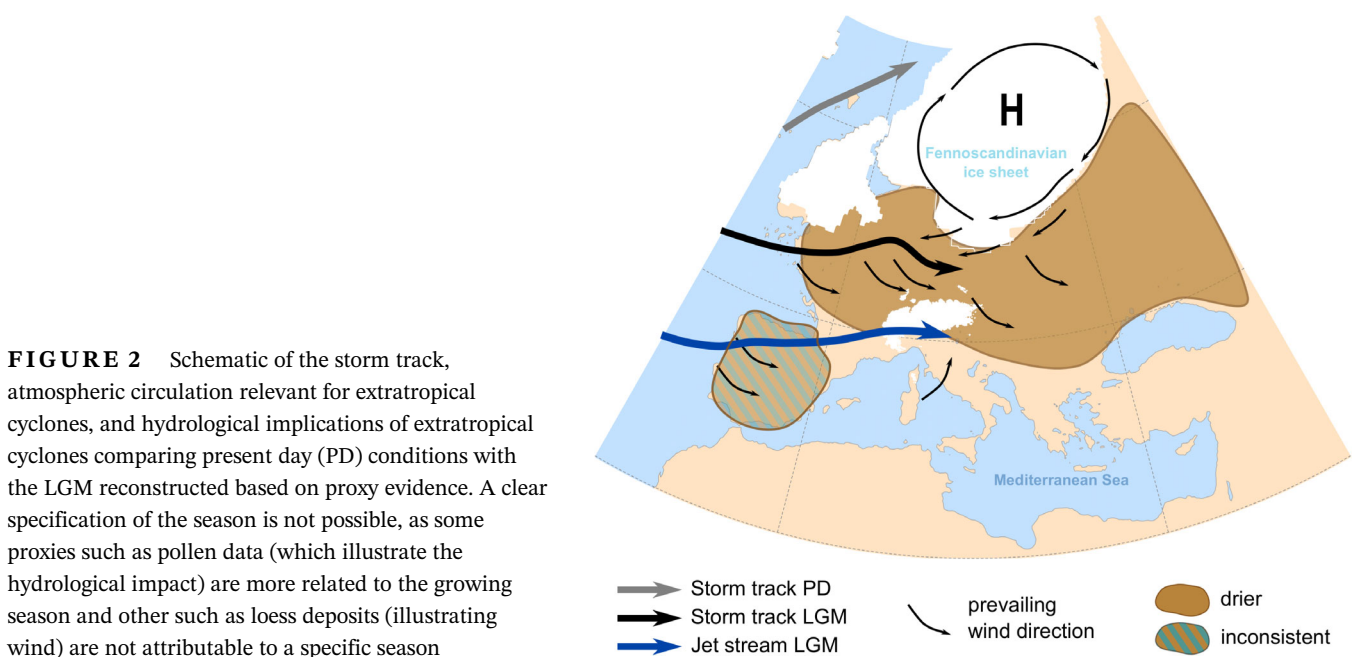 FIGURE 2 Schematic of the storm track,
atmospheric circulation relevant for extratropical
cyclones, and hydrological implications of extratropical
cyclones comparing present day (PD) conditions with
the LGM reconstructed based on proxy evidence. A clear
specification of the season is not possible, as some
proxies such as pollen data (which illustrate the
hydrological impact) are more related to the growing
season and other such as loess deposits (illustrating
wind) are not attributable to a specific season
H
Fennoscandinavian
ice sheet
Mediterranean Sea
Storm track PD
Storm track LGM
Jet stream LGM
prevailing
wind direction
drier
inconsistent